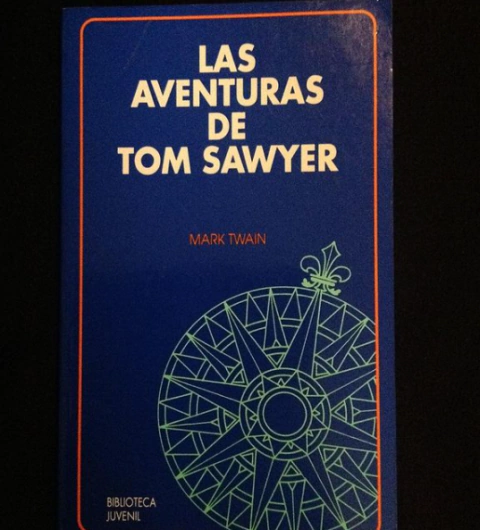 LAS
AVENTURAS
DE
TOM SAWYER
MARK TWAIN
BIBLIOTECA
JUVENIL